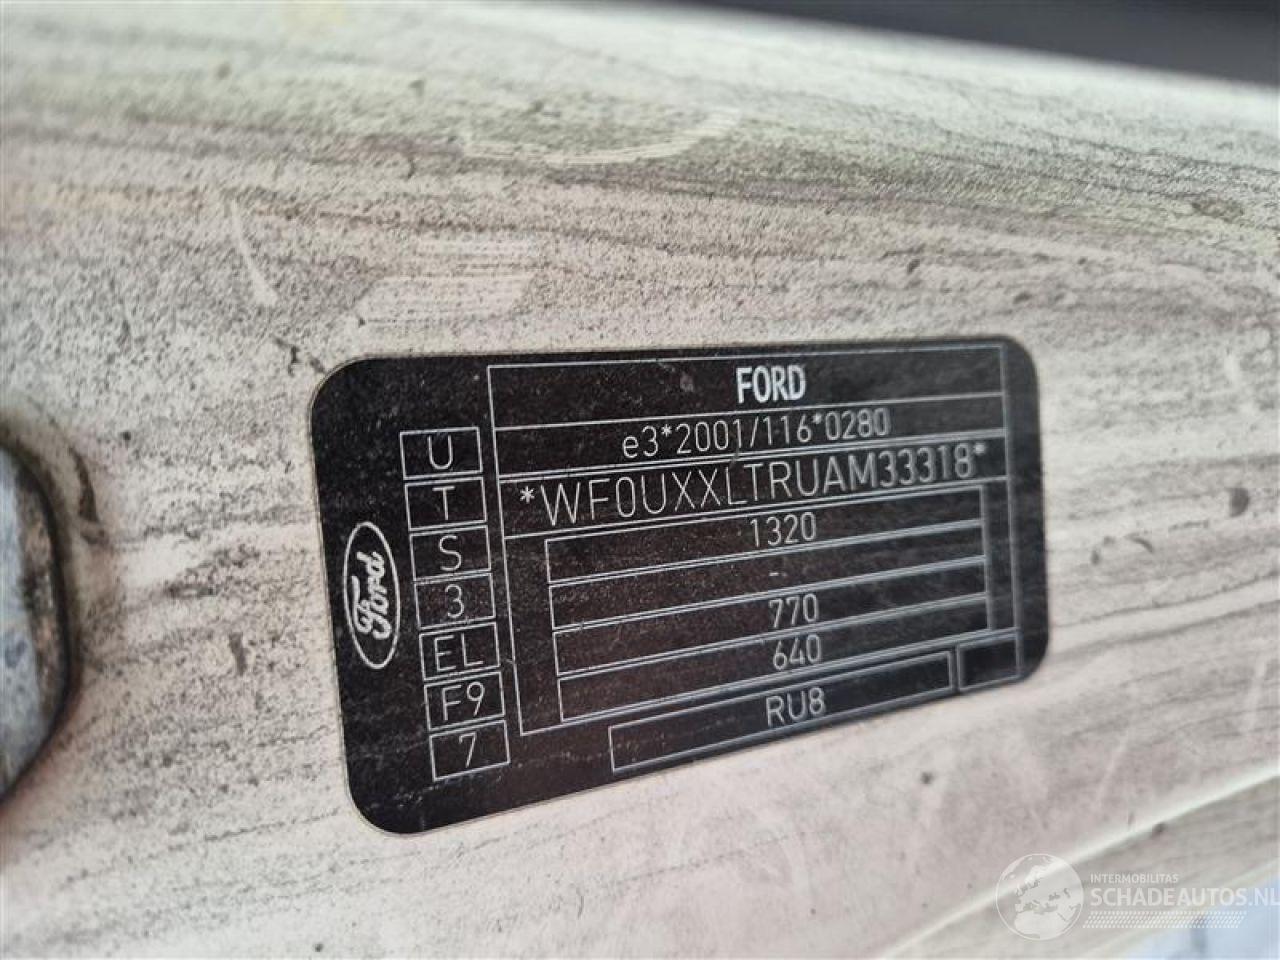 FORD
e3*2001/116*0280
*WF0UXXLTRUAM33318*
1320
-
770
640
RU8
U
T
S
3
EL
F9
7
Ford
INTERMOBILITAS
SCHADEAUTOS.NL